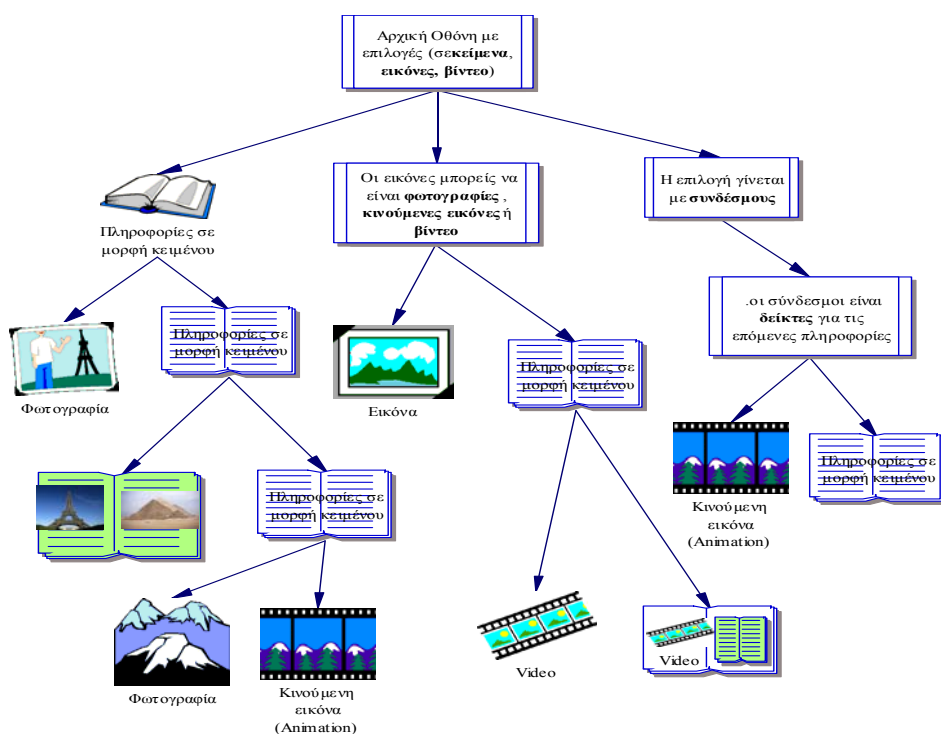 Αρχική Οθόνη με
επιλογές (σεκείμενα,
εικόνες, βίντεο)
Πληροφορίες σε
μορφή κειμένου
Οι εικόνες μπορείς να
είναι φωτογραφίες ,
κινούμενες εικόνες ή
βίντεο
Η επιλογή γίνεται
με συνδέσμους
Φωτογραφία
Πληροφορίες σε
μορφή κειμένου
Εικόνα
Πληροφορίες σε
μορφή κειμένου
.οι σύνδεσμοι είναι
δείκτες για τις
επόμενες πληροφορίες
Πληροφορίες σε
μορφή κειμένου
Κινούμενη
εικόνα
(Animation)
Πληροφορίες σε
μορφή κειμένου
Φωτογραφία
Κινούμενη
εικόνα
(Animation)
Video
Video